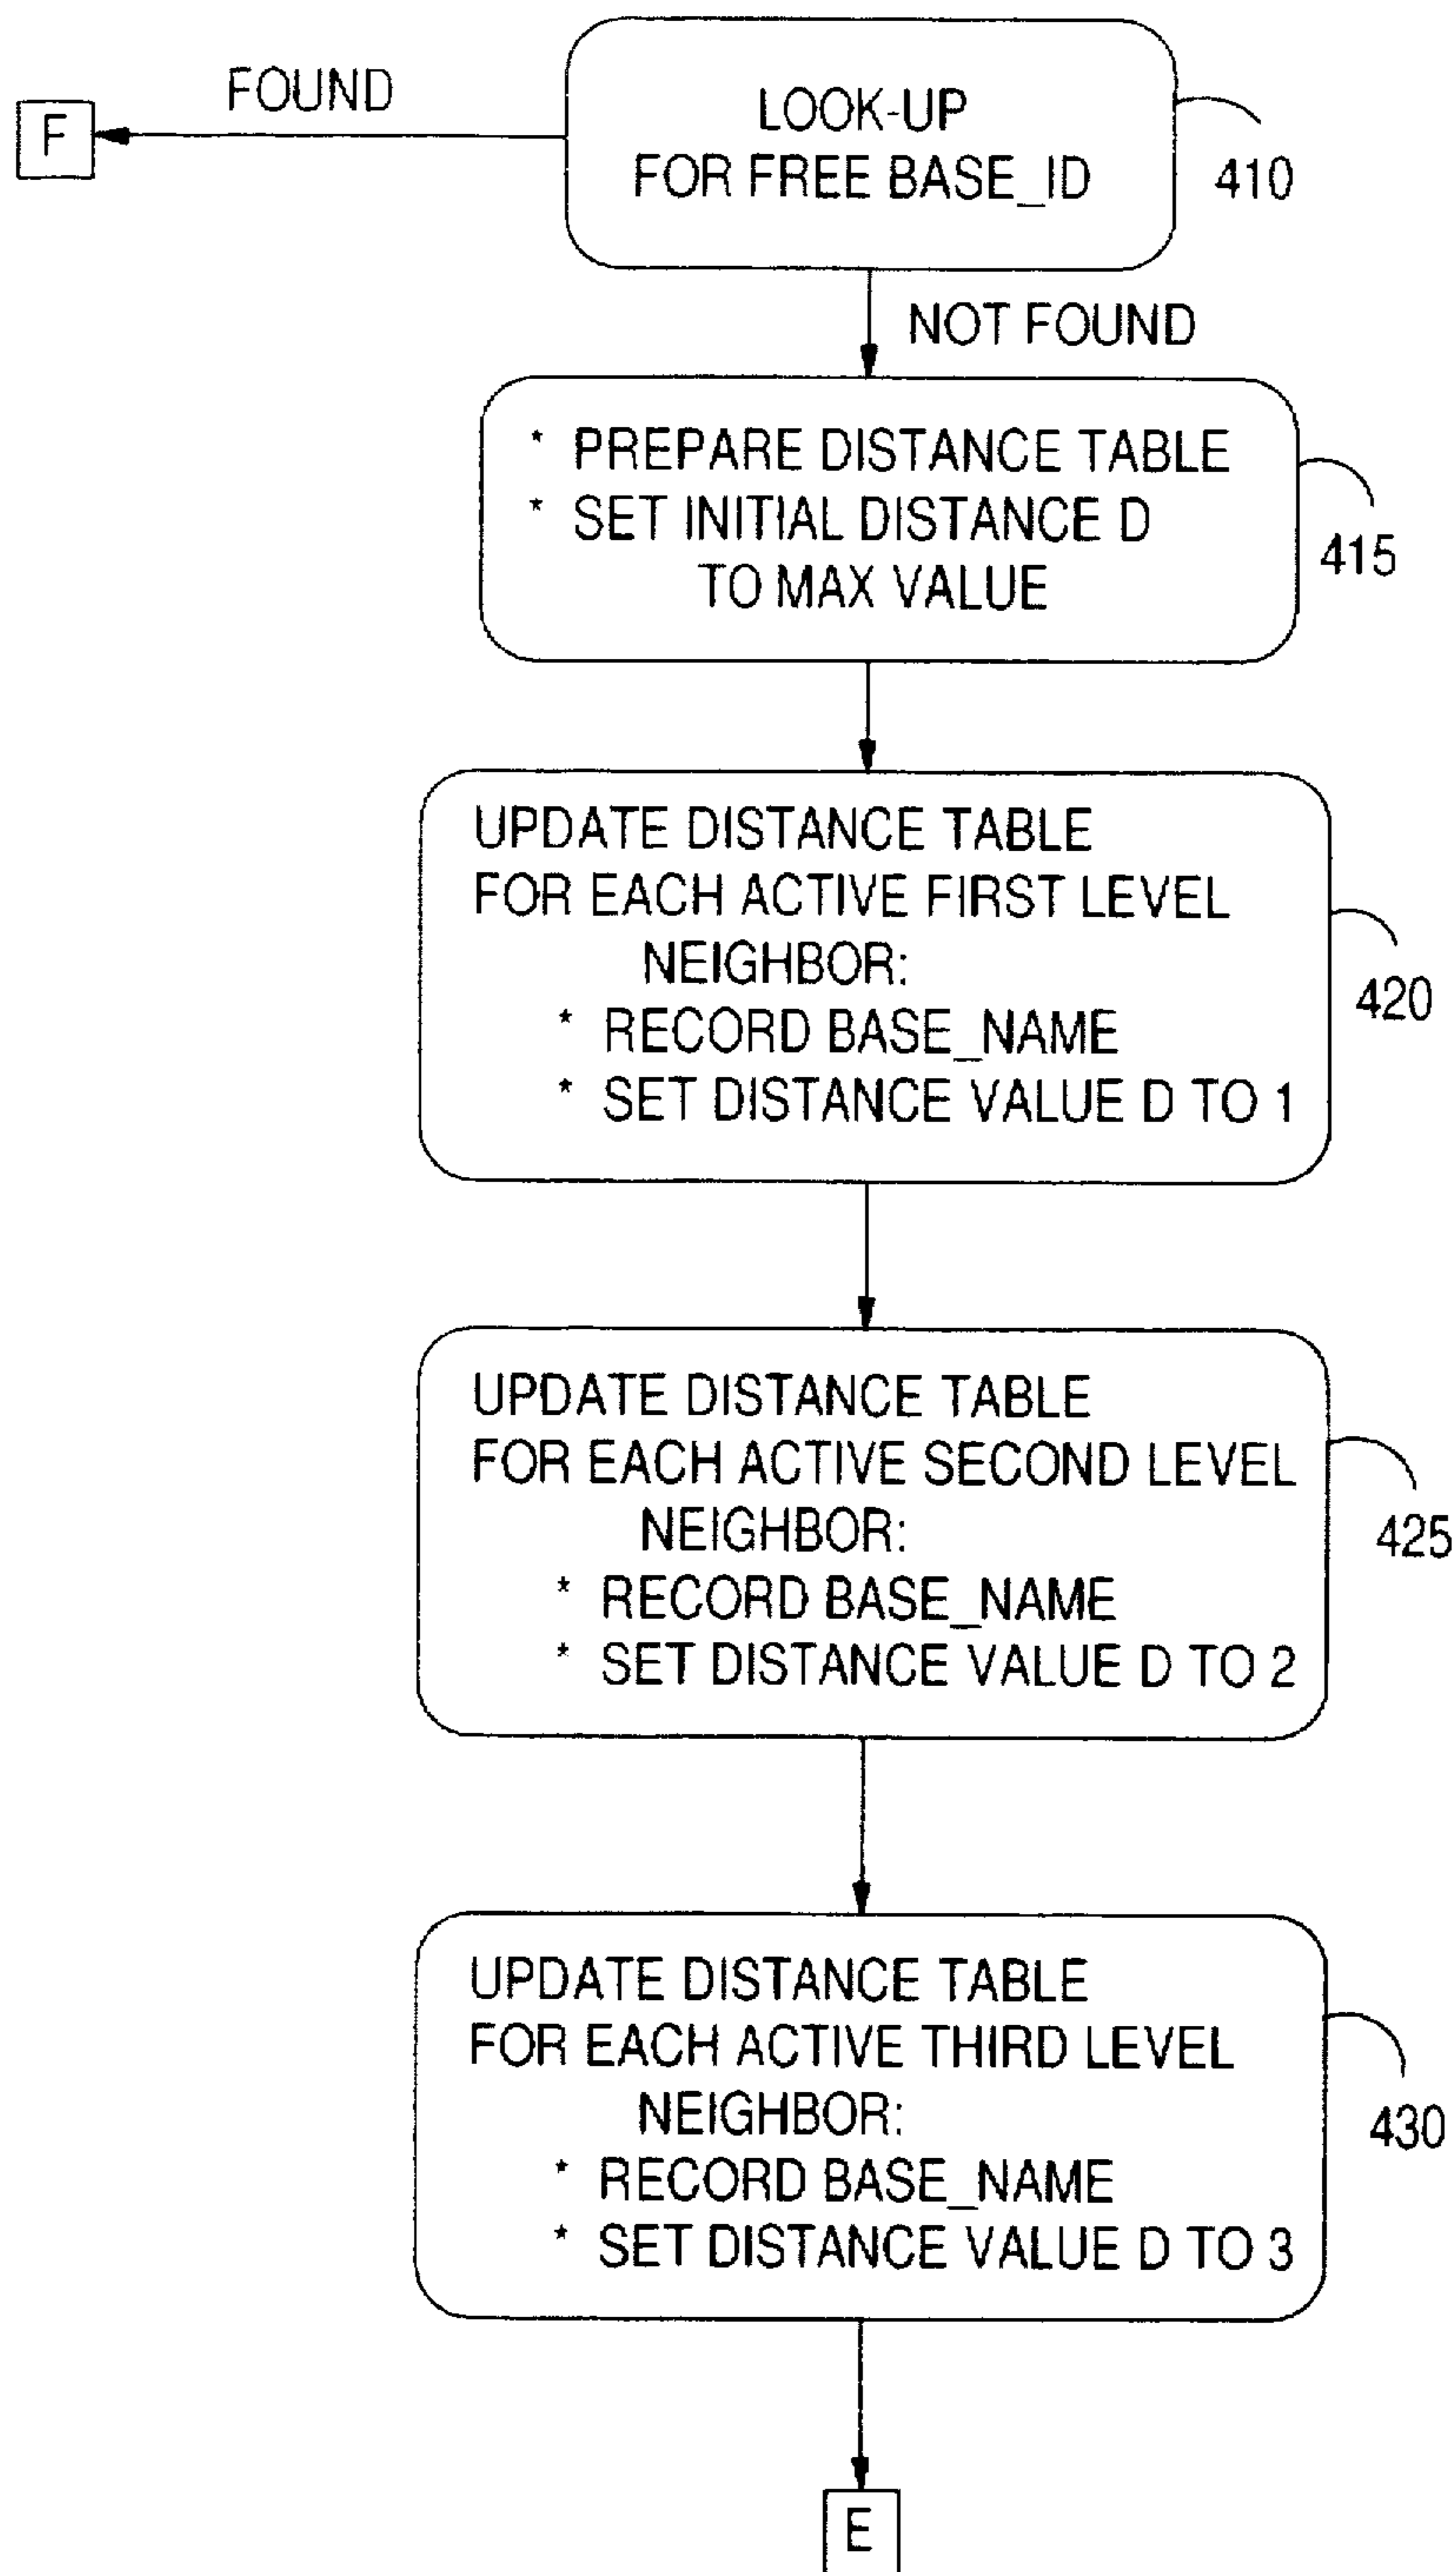 FOUND
F
LOOK-UP
FOR FREE BASE_ID
410
NOT FOUND
* PREPARE DISTANCE TABLE
* SET INITIAL DISTANCE D
TO MAX VALUE
415
UPDATE DISTANCE TABLE
FOR EACH ACTIVE FIRST LEVEL
NEIGHBOR:
* RECORD BASE_NAME
* SET DISTANCE VALUE D TO 1
420
UPDATE DISTANCE TABLE
FOR EACH ACTIVE SECOND LEVEL
NEIGHBOR:
* RECORD BASE_NAME
* SET DISTANCE VALUE D TO 2
425
UPDATE DISTANCE TABLE
FOR EACH ACTIVE THIRD LEVEL
NEIGHBOR:
* RECORD BASE_NAME
* SET DISTANCE VALUE D TO 3
430
E